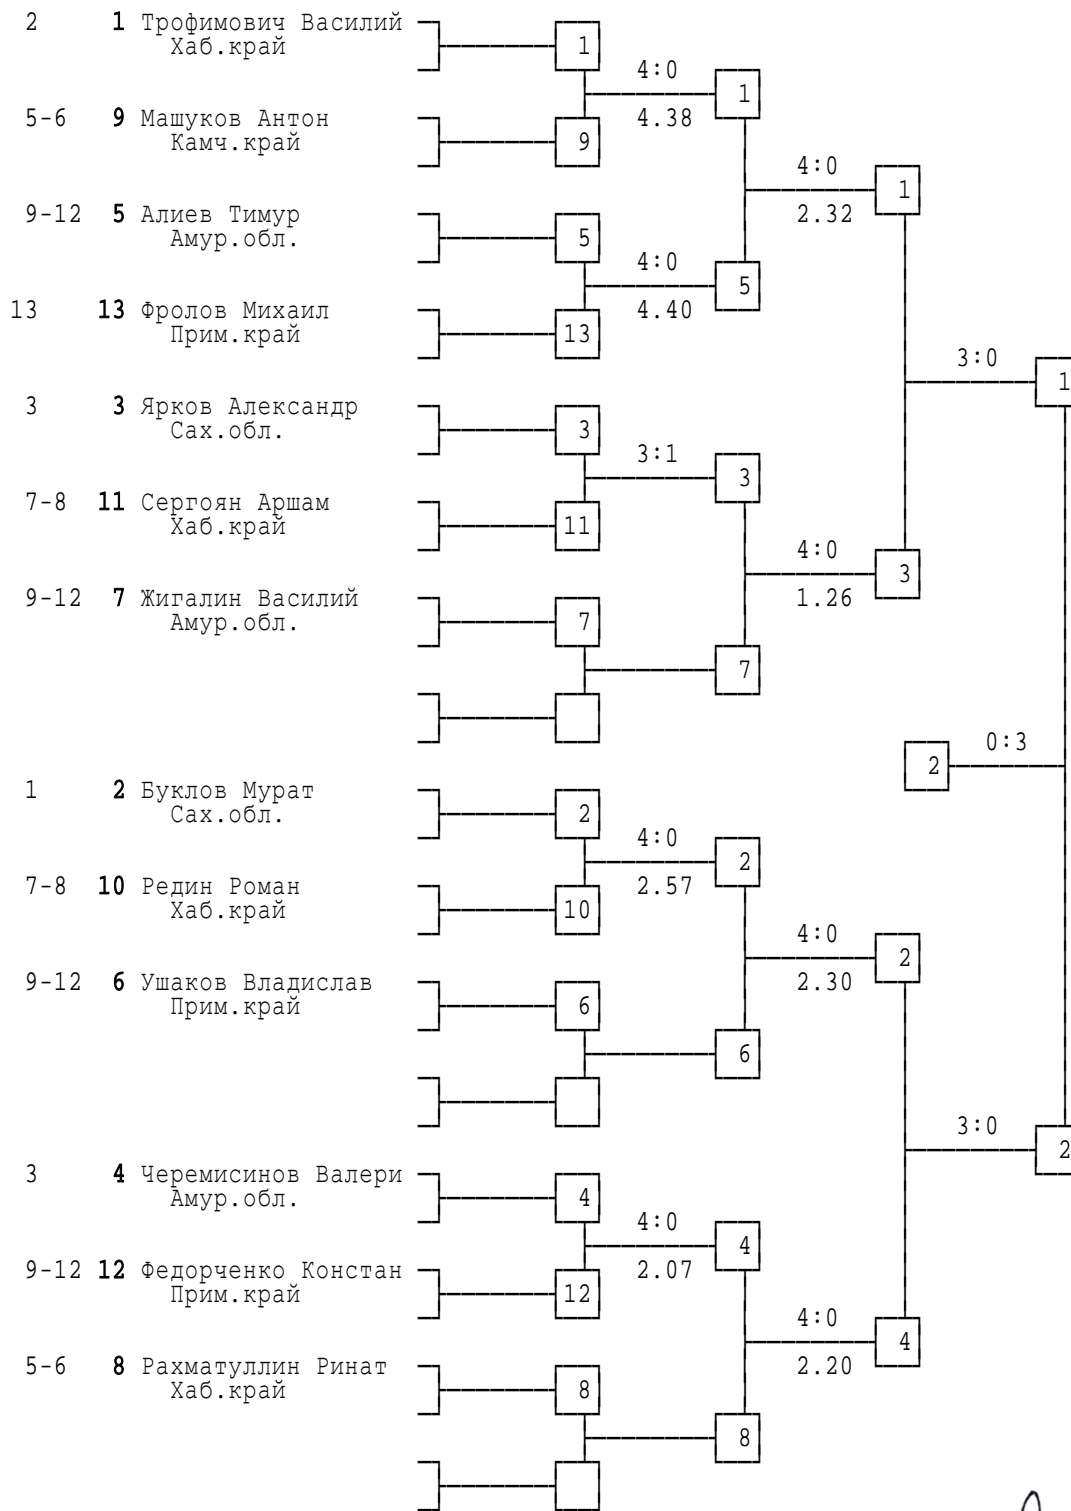 2 1 Трофимович Василий
Хаб.край
1
4:0
1
5-6 9 Машуков Антон
4.38
Камч.край
9
4:0
1
9-12 5 Алиев Тимур
2.32
Амур.обл.
5
4:0
5
13 13 Фролов Михаил
4.40
Прим.край
13
3:0
1
3 3 Ярков Александр
Сах.обл.
3
3:1
3
7-8 11 Сергоян Аршам
Хаб.край
11
4:0
3
9-12 7 Жигалин Василий
1.26
Амур.обл.
7
7
0:3
2
1 2 Буклов Мурат
Сах.обл.
2
4:0
2
7-8 10 Редин Роман
2.57
Хаб.край
10
4:0
2
9-12 6 Ушаков Владислав
2.30
Прим.край
6
6
3:0
2
3 4 Черемисинов Валери
Амур.обл.
4
4:0
4
9-12 12 Федорченко Констан
2.07
Прим.край
12
4:0
4
5-6 8 Рахматуллин Ринат
2.20
Хаб.край
8
8